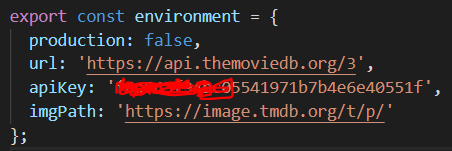 export const environment = {
production: false,
url: 'https://api.themoviedb.org/3',
apiKey: '05541971b7b4e6e40551f',
imgPath: 'https://image.tmdb.org/t/p/'
};